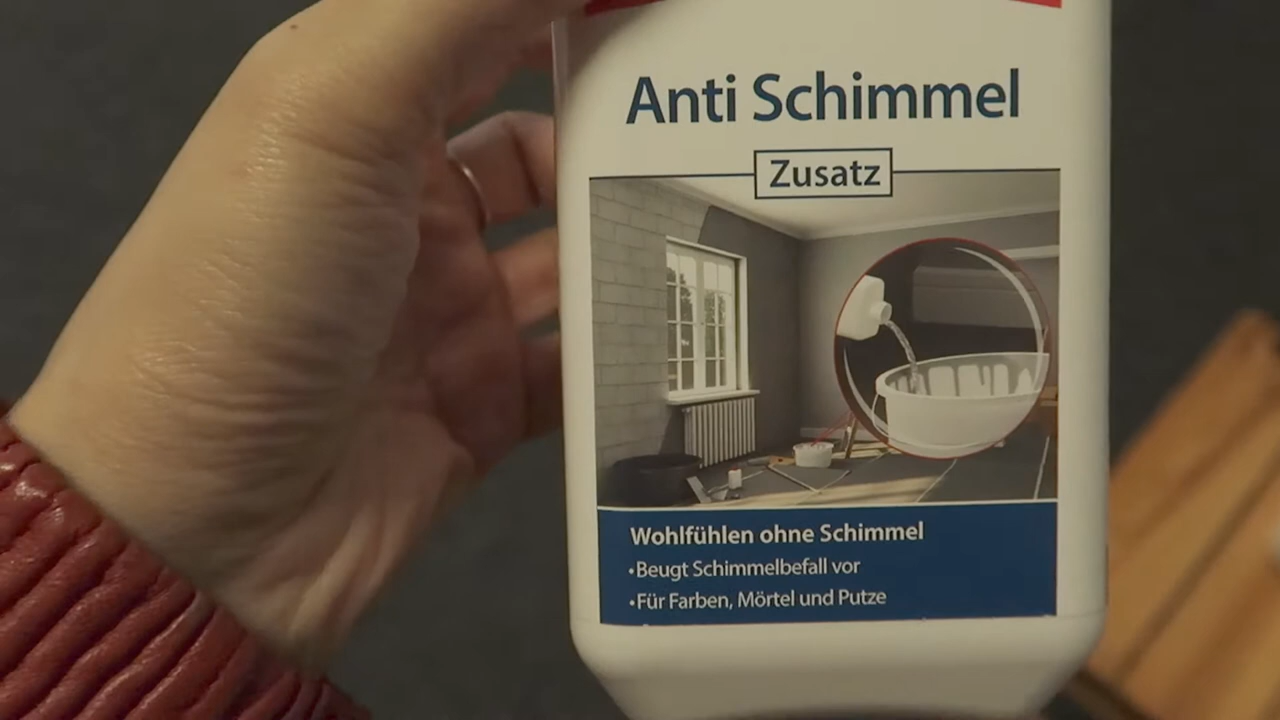 Anti Schimmel
Zusatz
Wohlfühlen ohne Schimmel
•Beugt Schimmelbefall vor
•Für Farben, Mörtel und Putze